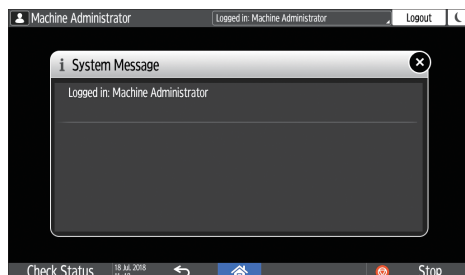 Machine Administrator
Logged in: Machine Administrator
Logout
i System Message
Logged in: Machine Administrator
Check Status
18 Jul. 2018
Stop